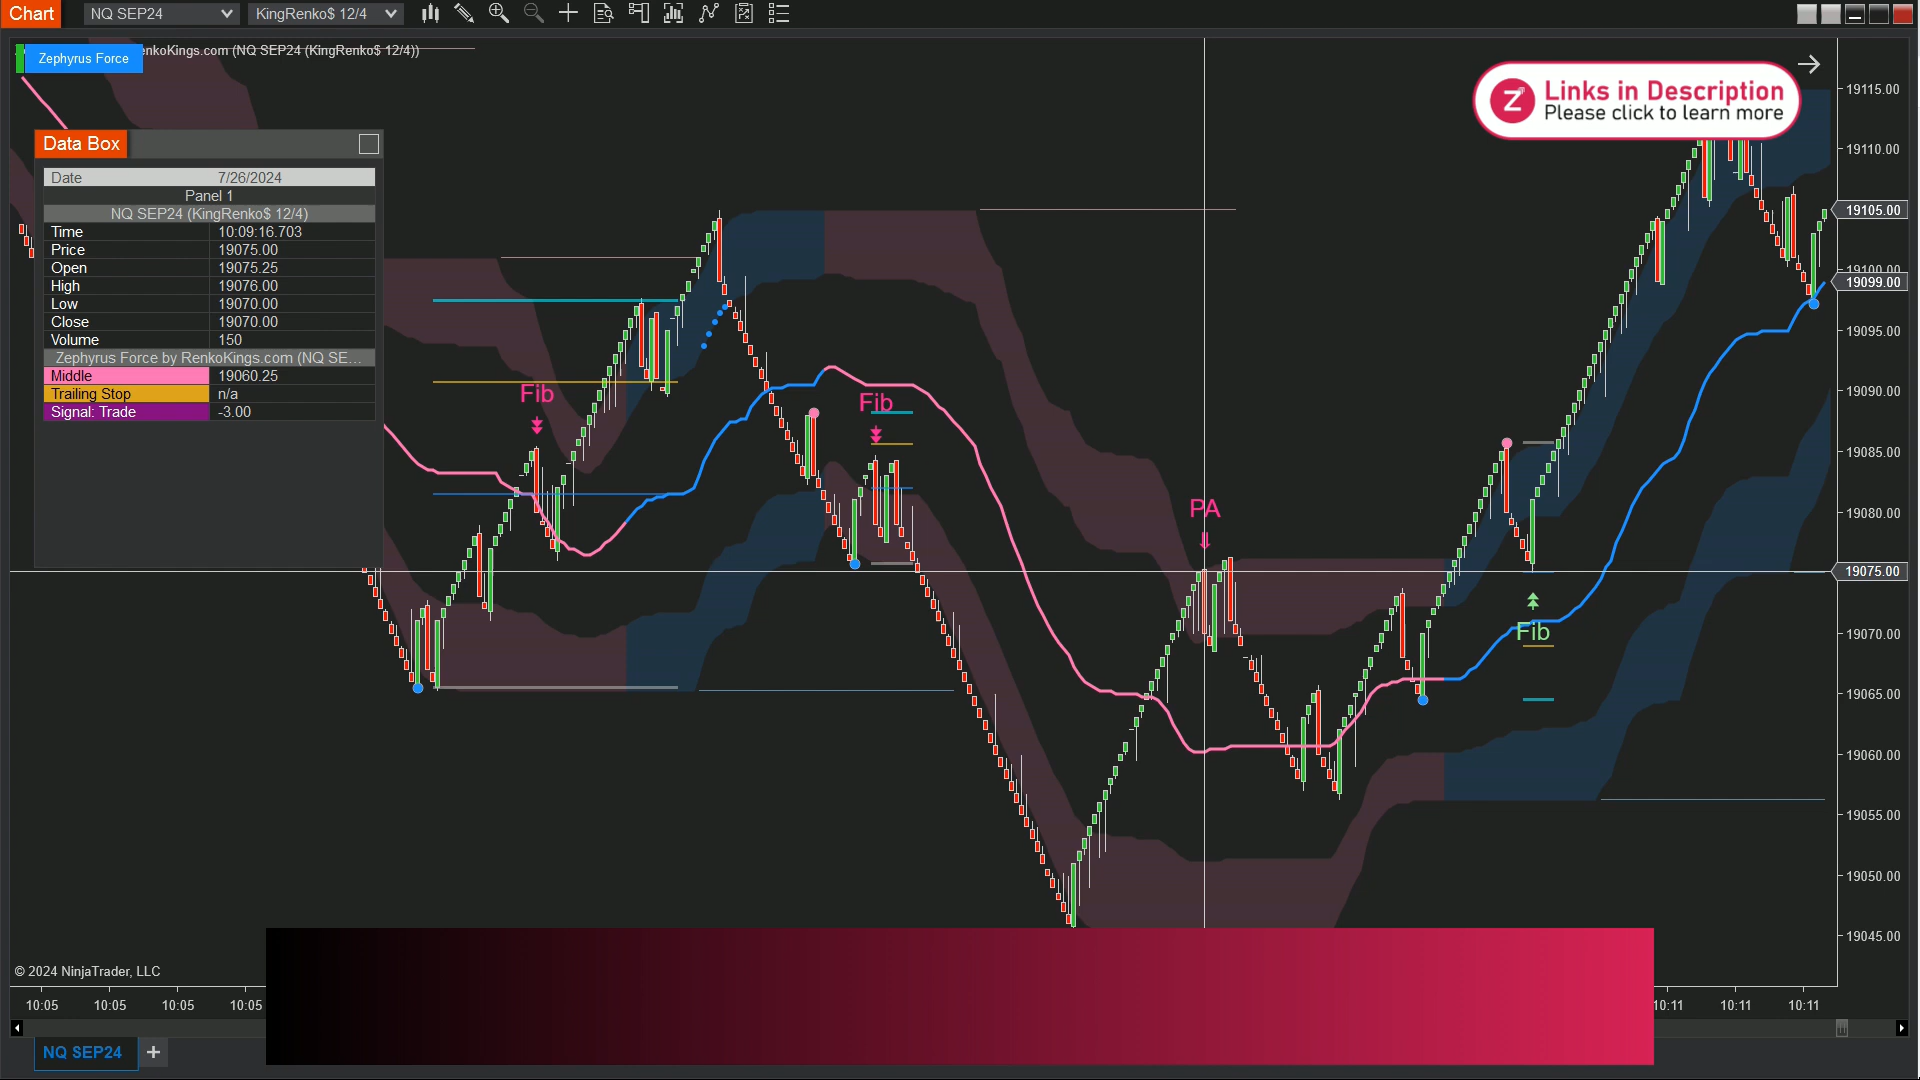 Chart
NQ SEP24
KingRenko$ 12/4
Zephyrus Force
enkoKings.com (NQ SEP24 (KingRenko$ 12/4))
Z
Links in Description
Please click to learn more
Data Box
Date 7/26/2024
Panel 1
NQ SEP24 (KingRenko$ 12/4)
Time 10:09:16.703
Price 19075.00
Open 19075.25
High 19076.00
Low 19070.00
Close 19070.00
Volume 150
Zephyrus Force by RenkoKings.com (NQ SE...
Middle 19060.25
Trailing Stop n/a
Signal: Trade -3.00
Fib
Fib
PA
Fib
19115.00
19110.00
19105.00
19100.00
19099.00
19095.00
19090.00
19085.00
19080.00
19075.00
19070.00
19065.00
19060.00
19055.00
19050.00
19045.00
© 2024 NinjaTrader, LLC
10:05 10:05 10:05 10:05 10:11 10:11 10:11
NQ SEP24 +